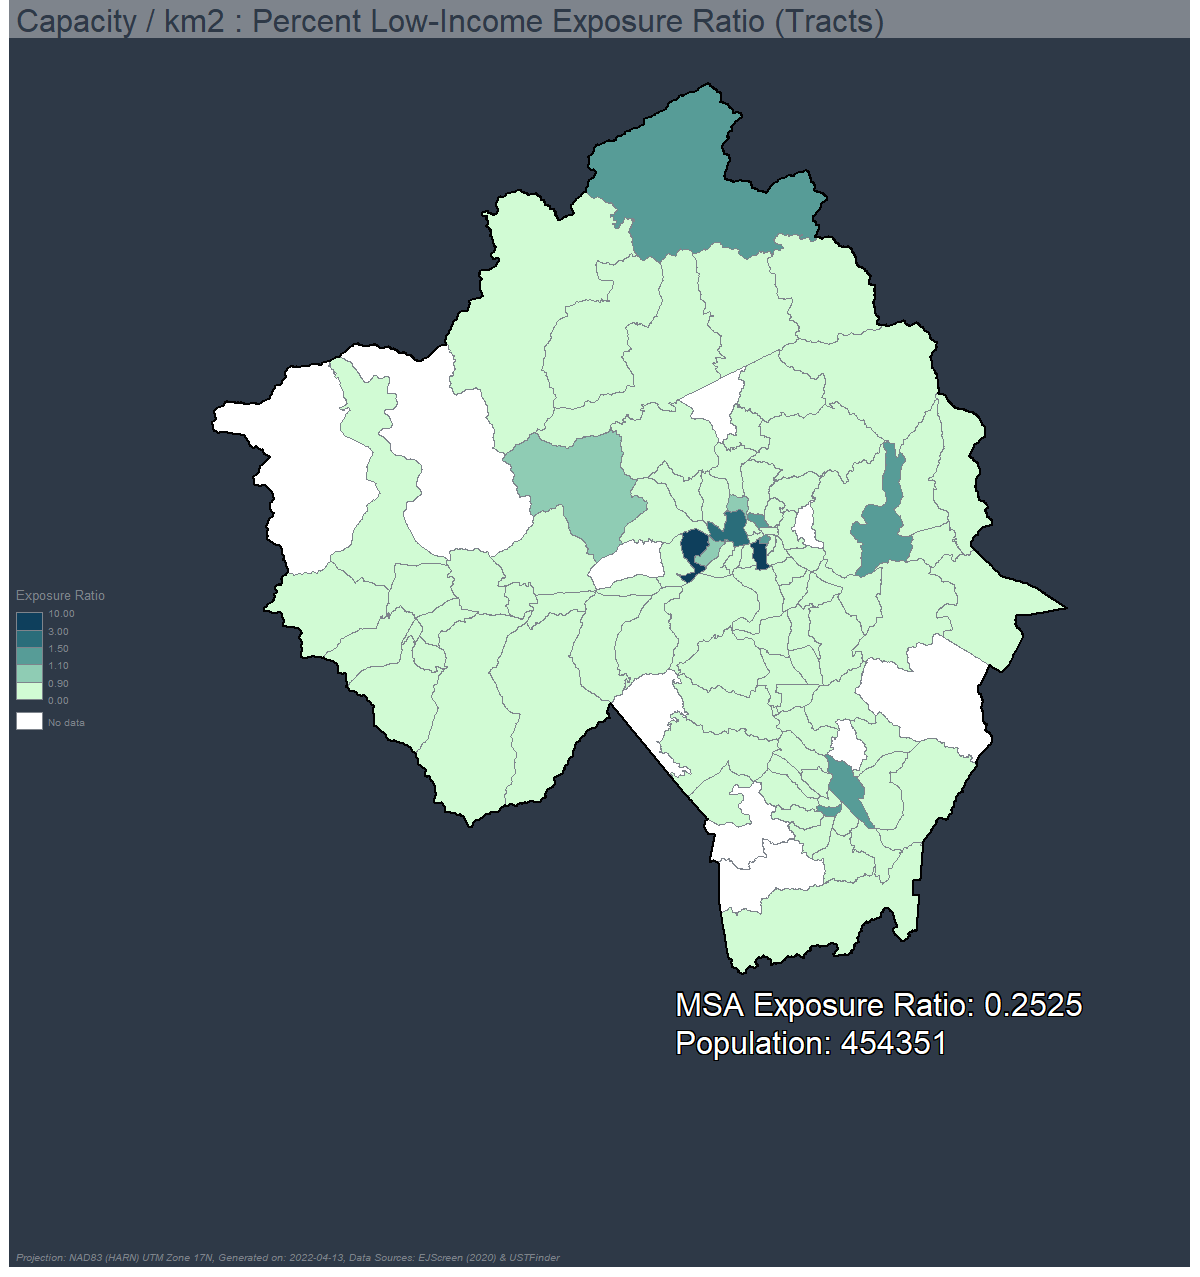 Capacity / km2 : Percent Low-Income Exposure Ratio (Tracts)
Exposure Ratio
10.00
3.00
1.50
1.10
0.90
0.00
No data
MSA Exposure Ratio: 0.2525
Population: 454351
Projection: NAD83 (HARN) UTM Zone 17N, Generated on: 2022-04-13, Data Sources: EJScreen (2020) & USTFinder